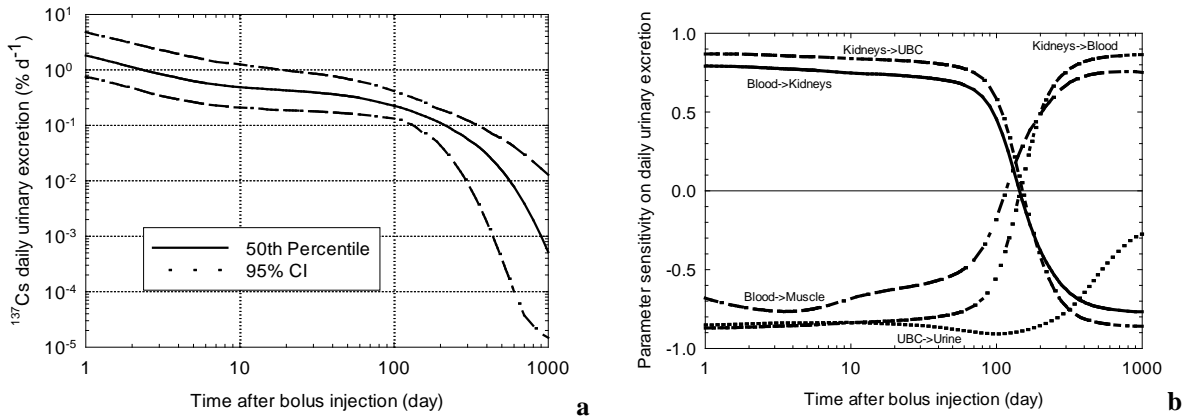 ¹³⁷Cs daily urinary excretion (% d⁻¹)
10¹
10⁰
10⁻¹
10⁻²
10⁻³
10⁻⁴
10⁻⁵
50th Percentile
95% CI
1
10
100
1000
Time after bolus injection (day)
a
Parameter sensitivity on daily urinary excretion
1.0
0.5
0.0
-0.5
-1.0
Kidneys->UBC
Kidneys->Blood
Blood->Kidneys
Blood->Muscle
UBC->Urine
1
10
100
1000
Time after bolus injection (day)
b